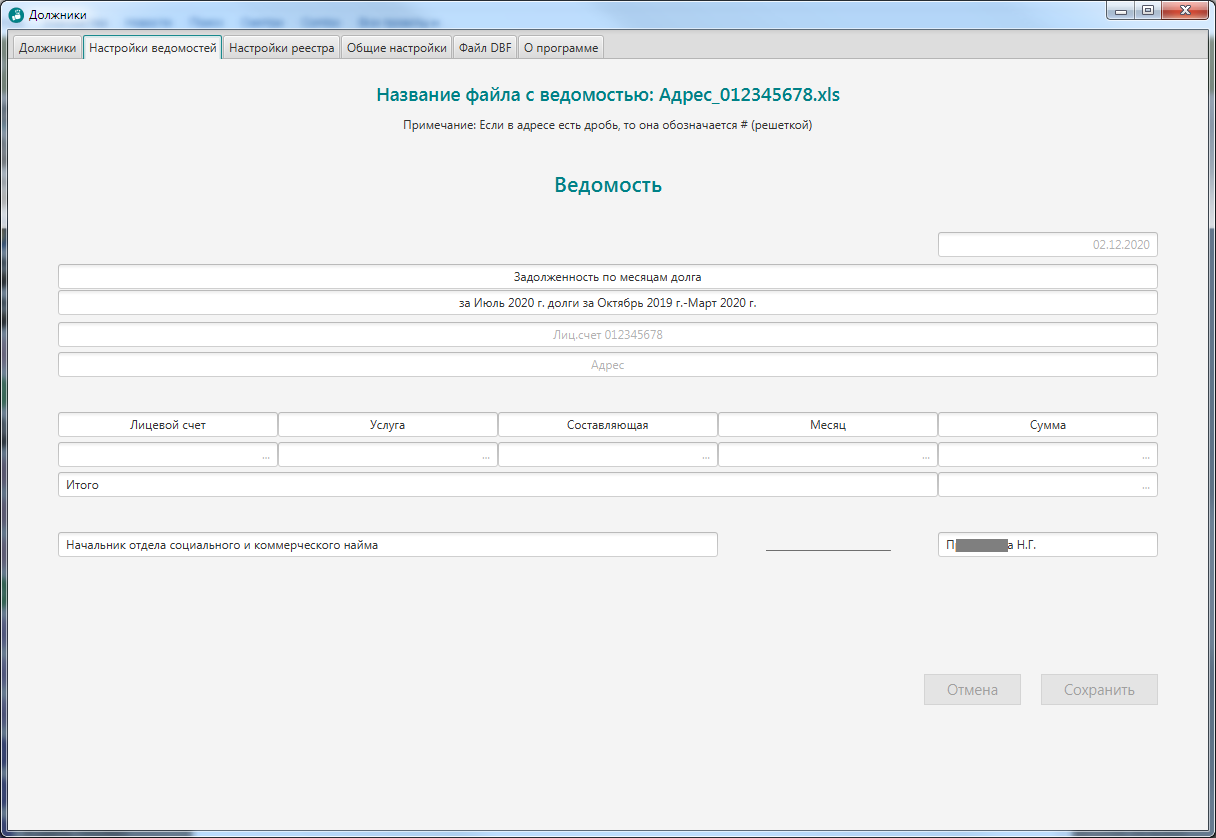 Должники
Должники Настройки ведомостей Настройки реестра Общие настройки Файл DBF О программе
Название файла с ведомостью: Адрес_012345678.xls
Примечание: Если в адресе есть дробь, то она обозначается # (решеткой)
Ведомость
02.12.2020
Задолженность по месяцам долга
за Июль 2020 г. долги за Октябрь 2019 г.-Март 2020 г.
Лиц.счет 012345678
Адрес
Лицевой счет Услуга Составляющая Месяц Сумма
... ... ... ... ...
Итого ...
Начальник отдела социального и коммерческого найма Н.Г.
Отмена Сохранить